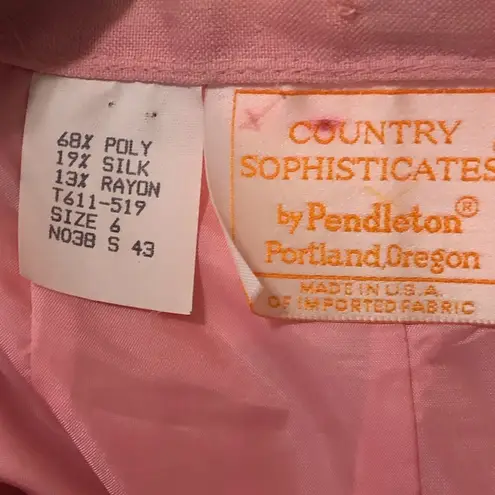 68% POLY
19% SILK
13% RAYON
T611-519
SIZE 6
N038 S 43
COUNTRY
SOPHISTICATES
by Pendleton®
Portland, Oregon
MADE IN U.S.A.
OF IMPORTED FABRIC